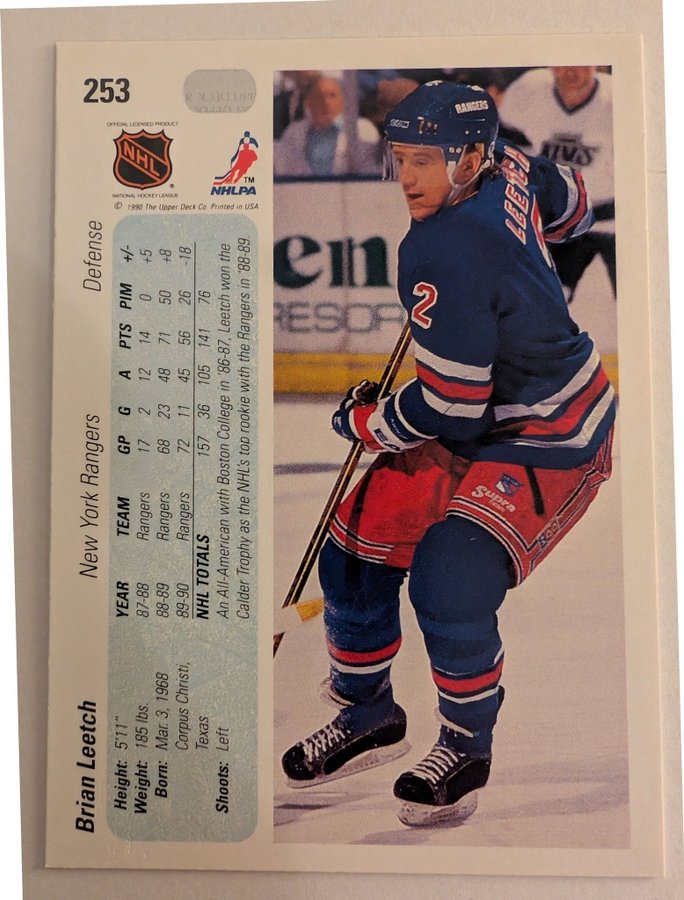 253
OFFICIAL LICENSED PRODUCT
NHL
®
NATIONAL HOCKEY LEAGUE
TM
NHLPA
© 1990 The Upper Deck Co. Printed in USA
Brian Leetch New York Rangers Defense
Height: 5'11"
Weight: 185 lbs.
Born: Mar. 3, 1968
Corpus Christi,
Texas
Shoots: Left
YEAR TEAM GP G A PTS PIM +/-
87-88 Rangers 17 2 12 14 0 +5
88-89 Rangers 68 23 48 71 50 +8
89-90 Rangers 72 11 45 56 26 -18
NHL TOTALS 157 36 105 141 76
An All-American with Boston College in '86-87, Leetch won the
Calder Trophy as the NHL's top rookie with the Rangers in '88-89.
RANGERS
LEETCH
2
en
RESOR
Supra